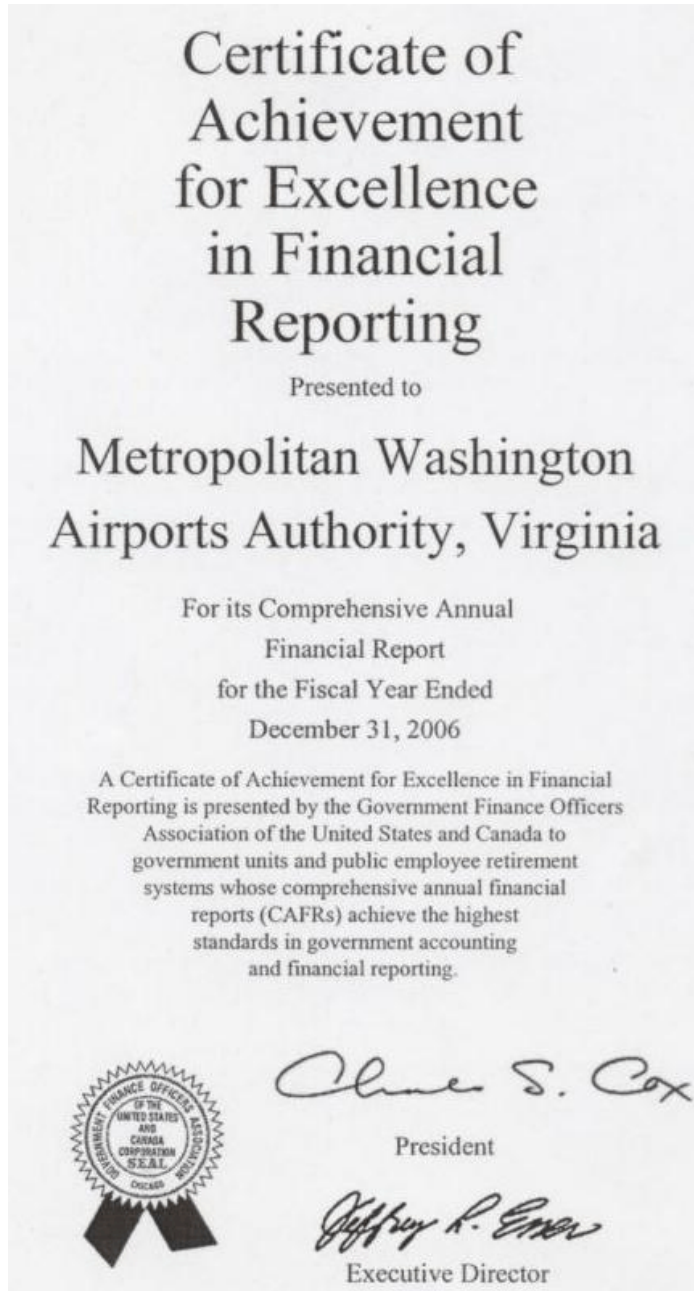 Certificate of
Achievement
for Excellence
in Financial
Reporting
Presented to
Metropolitan Washington
Airports Authority, Virginia
For its Comprehensive Annual
Financial Report
for the Fiscal Year Ended
December 31, 2006
A Certificate of Achievement for Excellence in Financial
Reporting is presented by the Government Finance Officers
Association of the United States and Canada to
government units and public employee retirement
systems whose comprehensive annual financial
reports (CAFRs) achieve the highest
standards in government accounting
and financial reporting.
GOVERNMENT FINANCE OFFICERS ASSOCIATION
OF THE
UNITED STATES
AND
CANADA
CORPORATION
SEAL
CHICAGO
S. Cox
President
Jeffrey R.
Executive Director